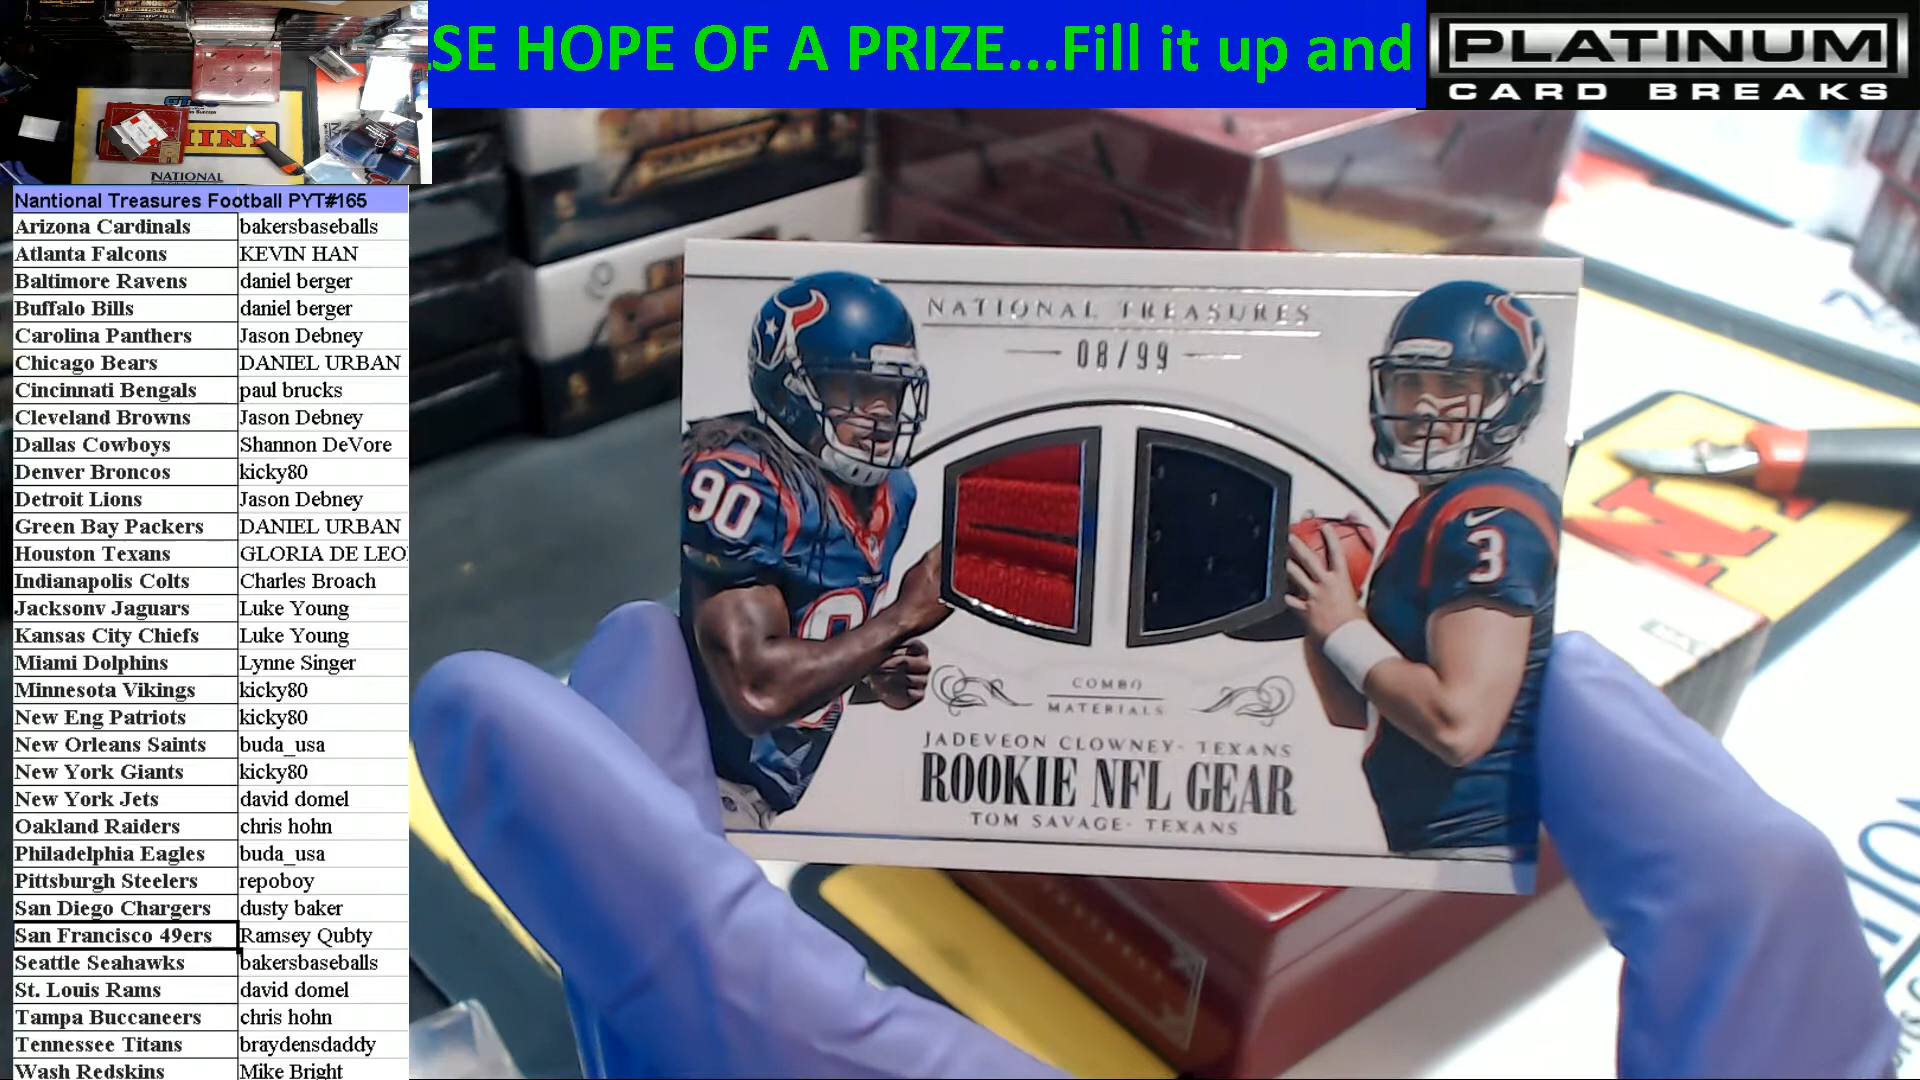 SE HOPE OF A PRIZE...Fill it up and
PLATINUM
CARD BREAKS
NATIONAL
Nantional Treasures Football PYT#165
Arizona Cardinals bakersbaseballs
Atlanta Falcons KEVIN HAN
Baltimore Ravens daniel berger
Buffalo Bills daniel berger
Carolina Panthers Jason Debney
Chicago Bears DANIEL URBAN
Cincinnati Bengals paul brucks
Cleveland Browns Jason Debney
Dallas Cowboys Shannon DeVore
Denver Broncos kicky80
Detroit Lions Jason Debney
Green Bay Packers DANIEL URBAN
Houston Texans GLORIA DE LEO
Indianapolis Colts Charles Broach
Jacksonv Jaguars Luke Young
Kansas City Chiefs Luke Young
Miami Dolphins Lynne Singer
Minnesota Vikings kicky80
New Eng Patriots kicky80
New Orleans Saints buda_usa
New York Giants kicky80
New York Jets david domel
Oakland Raiders chris hohn
Philadelphia Eagles buda_usa
Pittsburgh Steelers repoboy
San Diego Chargers dusty baker
San Francisco 49ers Ramsey Qubty
Seattle Seahawks bakersbaseballs
St. Louis Rams david domel
Tampa Buccaneers chris hohn
Tennessee Titans braydensdaddy
Wash Redskins Mike Bright
NATIONAL TREASURES
08/99
90
3
COMBO
MATERIALS
JADEVEON CLOWNEY- TEXANS
ROOKIE NFL GEAR
TOM SAVAGE- TEXANS